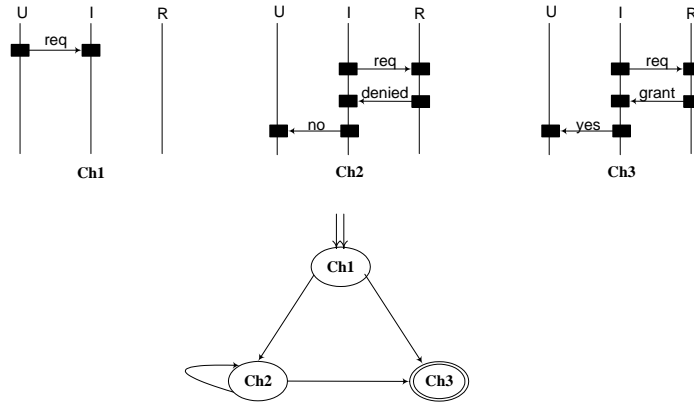 U I R U I R U I R
req
req
denied
no
req
grant
yes
Ch1 Ch2 Ch3
Ch1
Ch2 Ch3